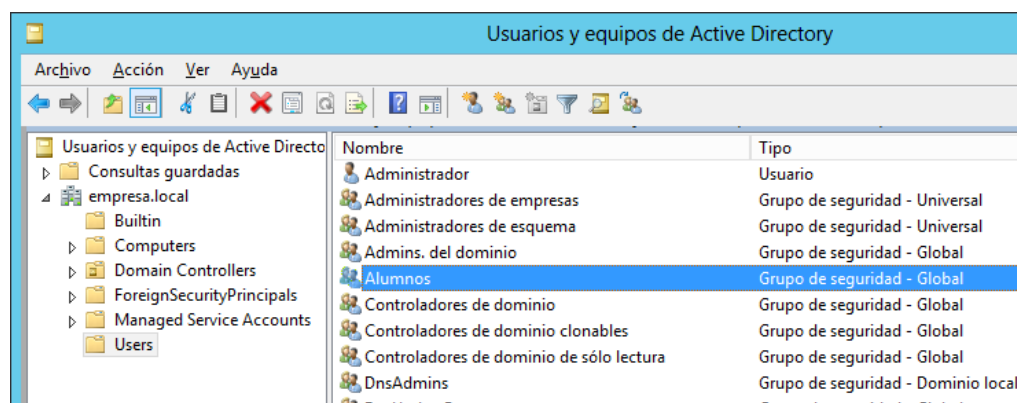 Usuarios y equipos de Active Directory
Archivo Acción Ver Ayuda
Usuarios y equipos de Active Directo
Consultas guardadas
empresa.local
Builtin
Computers
Domain Controllers
ForeignSecurityPrincipals
Managed Service Accounts
Users
Nombre Tipo
Administrador Usuario
Administradores de empresas Grupo de seguridad - Universal
Administradores de esquema Grupo de seguridad - Universal
Admins. del dominio Grupo de seguridad - Global
Alumnos Grupo de seguridad - Global
Controladores de dominio Grupo de seguridad - Global
Controladores de dominio clonables Grupo de seguridad - Global
Controladores de dominio de sólo lectura Grupo de seguridad - Global
DnsAdmins Grupo de seguridad - Dominio local